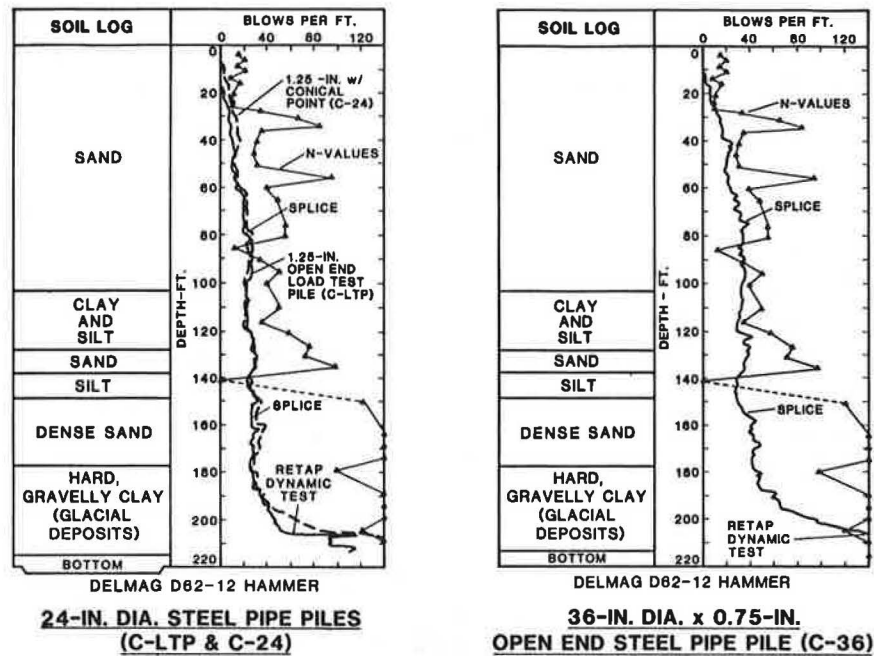 SOIL LOG
BLOWS PER FT.
0 40 80 120
SAND
CLAY
AND
SILT
SAND
SILT
DENSE SAND
HARD,
GRAVELLY CLAY
(GLACIAL
DEPOSITS)
BOTTOM
DEPTH-FT.
0
20
40
60
80
100
120
140
160
180
200
220
1.25 -IN. w/
CONICAL
POINT (C-24)
N-VALUES
SPLICE
1.25-IN.
OPEN END
LOAD TEST
PILE (C-LTP)
SPLICE
RETAP
DYNAMIC
TEST
DELMAG D62-12 HAMMER
24-IN. DIA. STEEL PIPE PILES
(C-LTP & C-24)
SOIL LOG
BLOWS PER FT.
0 40 80 120
SAND
CLAY
AND
SILT
SAND
SILT
DENSE SAND
HARD,
GRAVELLY CLAY
(GLACIAL
DEPOSITS)
BOTTOM
DEPTH - FT.
0
20
40
60
80
100
120
140
160
180
200
220
N-VALUES
SPLICE
SPLICE
RETAP
DYNAMIC
TEST
DELMAG D62-12 HAMMER
36-IN. DIA. x 0.75-IN.
OPEN END STEEL PIPE PILE (C-36)